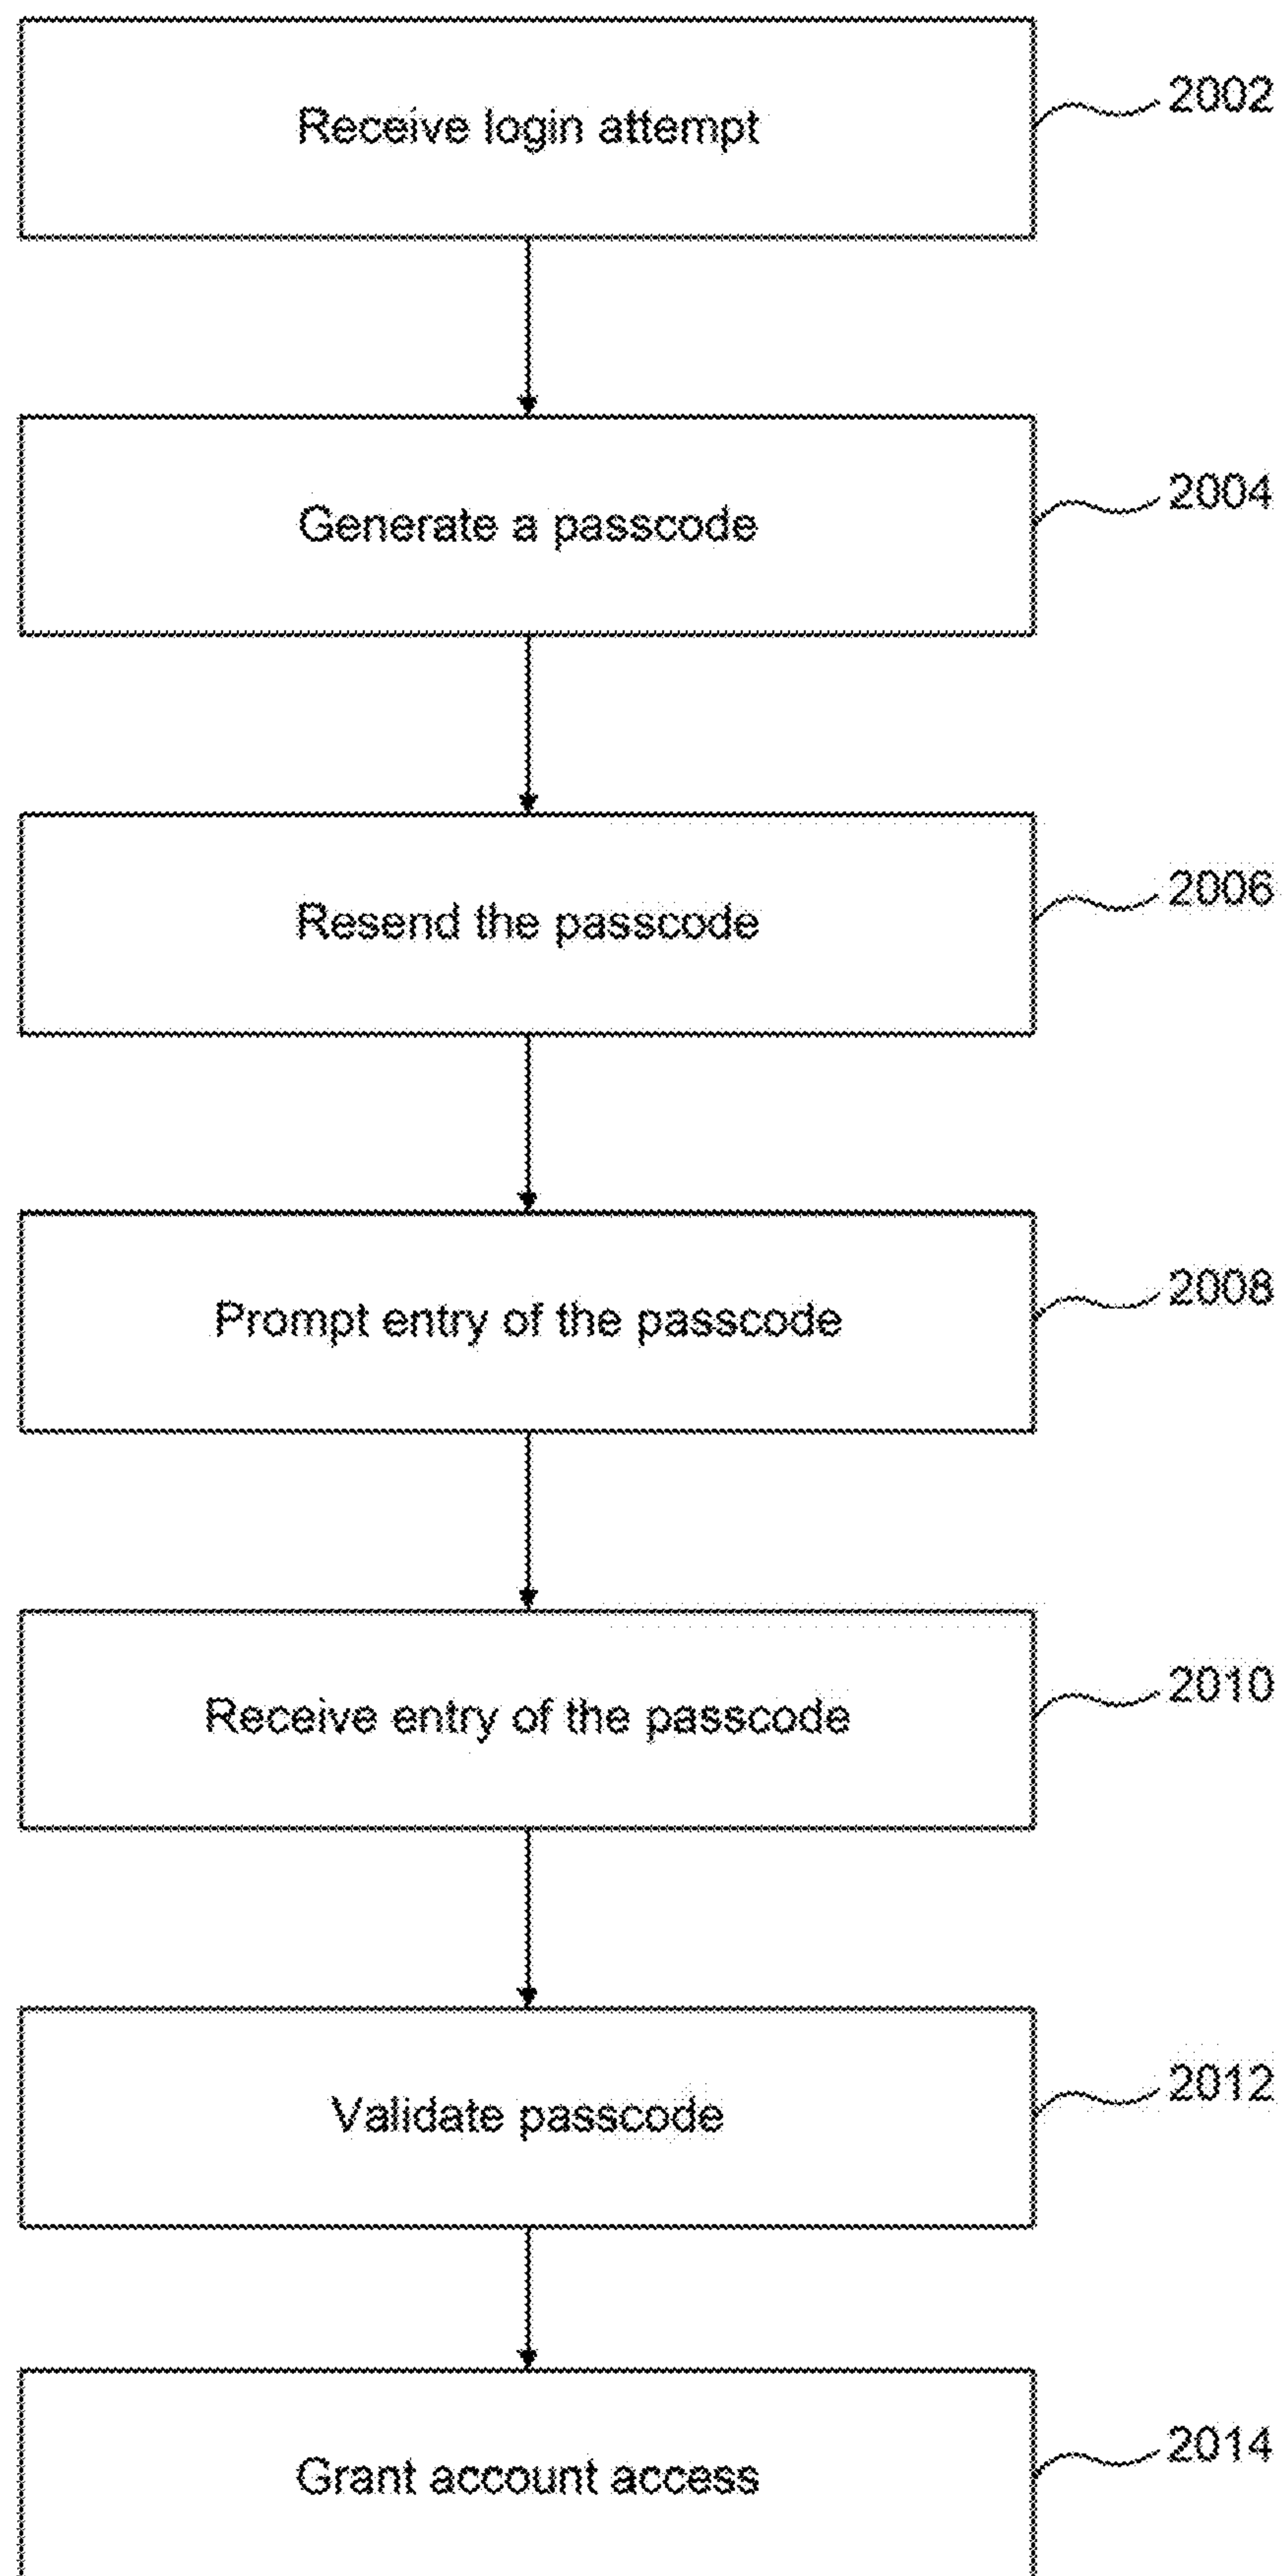 Receive login attempt
2002
Generate a passcode
2004
Resend the passcode
2006
Prompt entry of the passcode
2008
Receive entry of the passcode
2010
Validate passcode
2012
Grant account access
2014